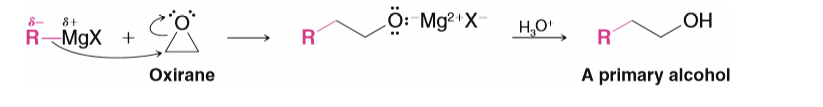 δ− δ+
R—MgX + O → R O:⁻ Mg²⁺X⁻ H₃O⁺ → R OH
Oxirane A primary alcohol